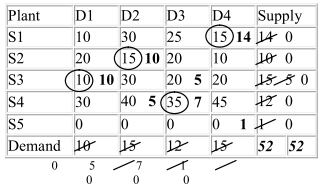 Plant D1 D2 D3 D4 Supply
S1 10 30 25 15 14 14 0
S2 20 15 10 20 10 10 0
S3 10 10 30 20 5 20 15 5 0
S4 30 40 5 35 7 45 12 0
S5 0 0 0 0 1 1 0
Demand 10 15 12 15 52 52
0 5 7 1
0 0 0